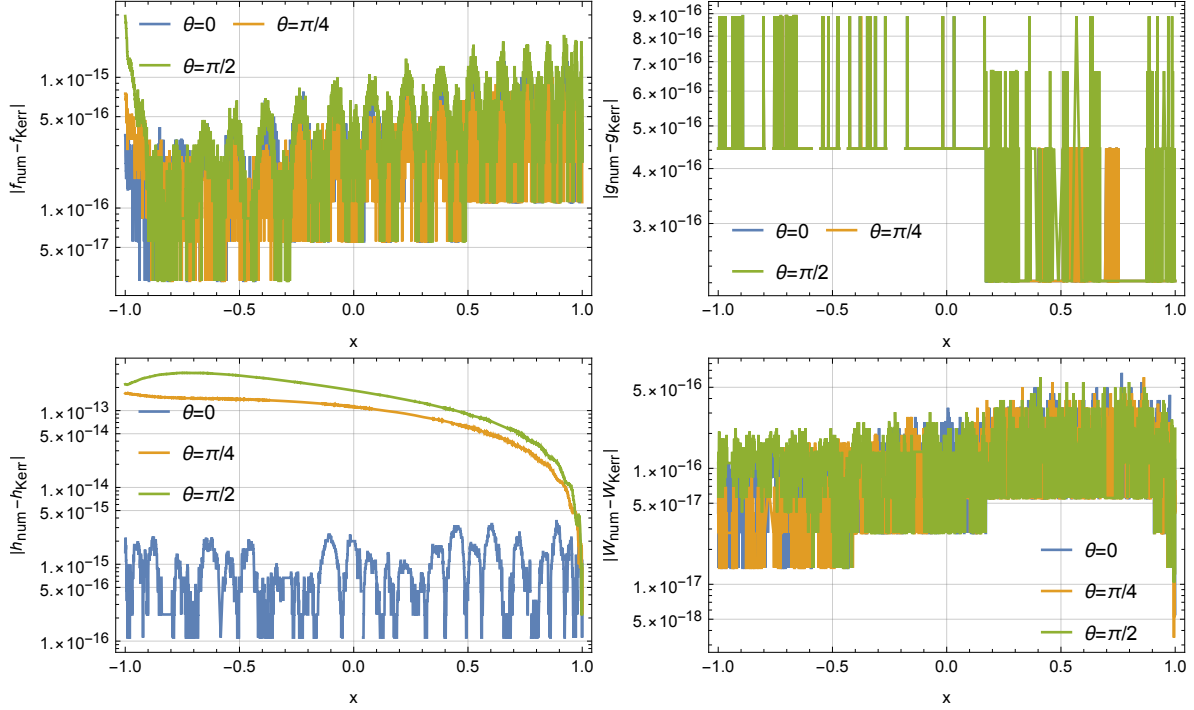 θ=0 θ=π/4
θ=π/2
1.×10⁻¹⁵
5.×10⁻¹⁶
1.×10⁻¹⁶
5.×10⁻¹⁷
|f_num-f_Kerr|
-1.0 -0.5 0.0 0.5 1.0
x
9.×10⁻¹⁶
7.×10⁻¹⁶
6.×10⁻¹⁶
5.×10⁻¹⁶
4.×10⁻¹⁶
3.×10⁻¹⁶
|g_num-g_Kerr|
θ=0 θ=π/4
θ=π/2
-1.0 -0.5 0.0 0.5 1.0
x
1.×10⁻¹³
5.×10⁻¹⁴
1.×10⁻¹⁴
5.×10⁻¹⁵
1.×10⁻¹⁵
5.×10⁻¹⁶
1.×10⁻¹⁶
|h_num-h_Kerr|
θ=0
θ=π/4
θ=π/2
-1.0 -0.5 0.0 0.5 1.0
x
5.×10⁻¹⁶
1.×10⁻¹⁶
5.×10⁻¹⁷
1.×10⁻¹⁷
5.×10⁻¹⁸
|W_num-W_Kerr|
θ=0
θ=π/4
θ=π/2
-1.0 -0.5 0.0 0.5 1.0
x